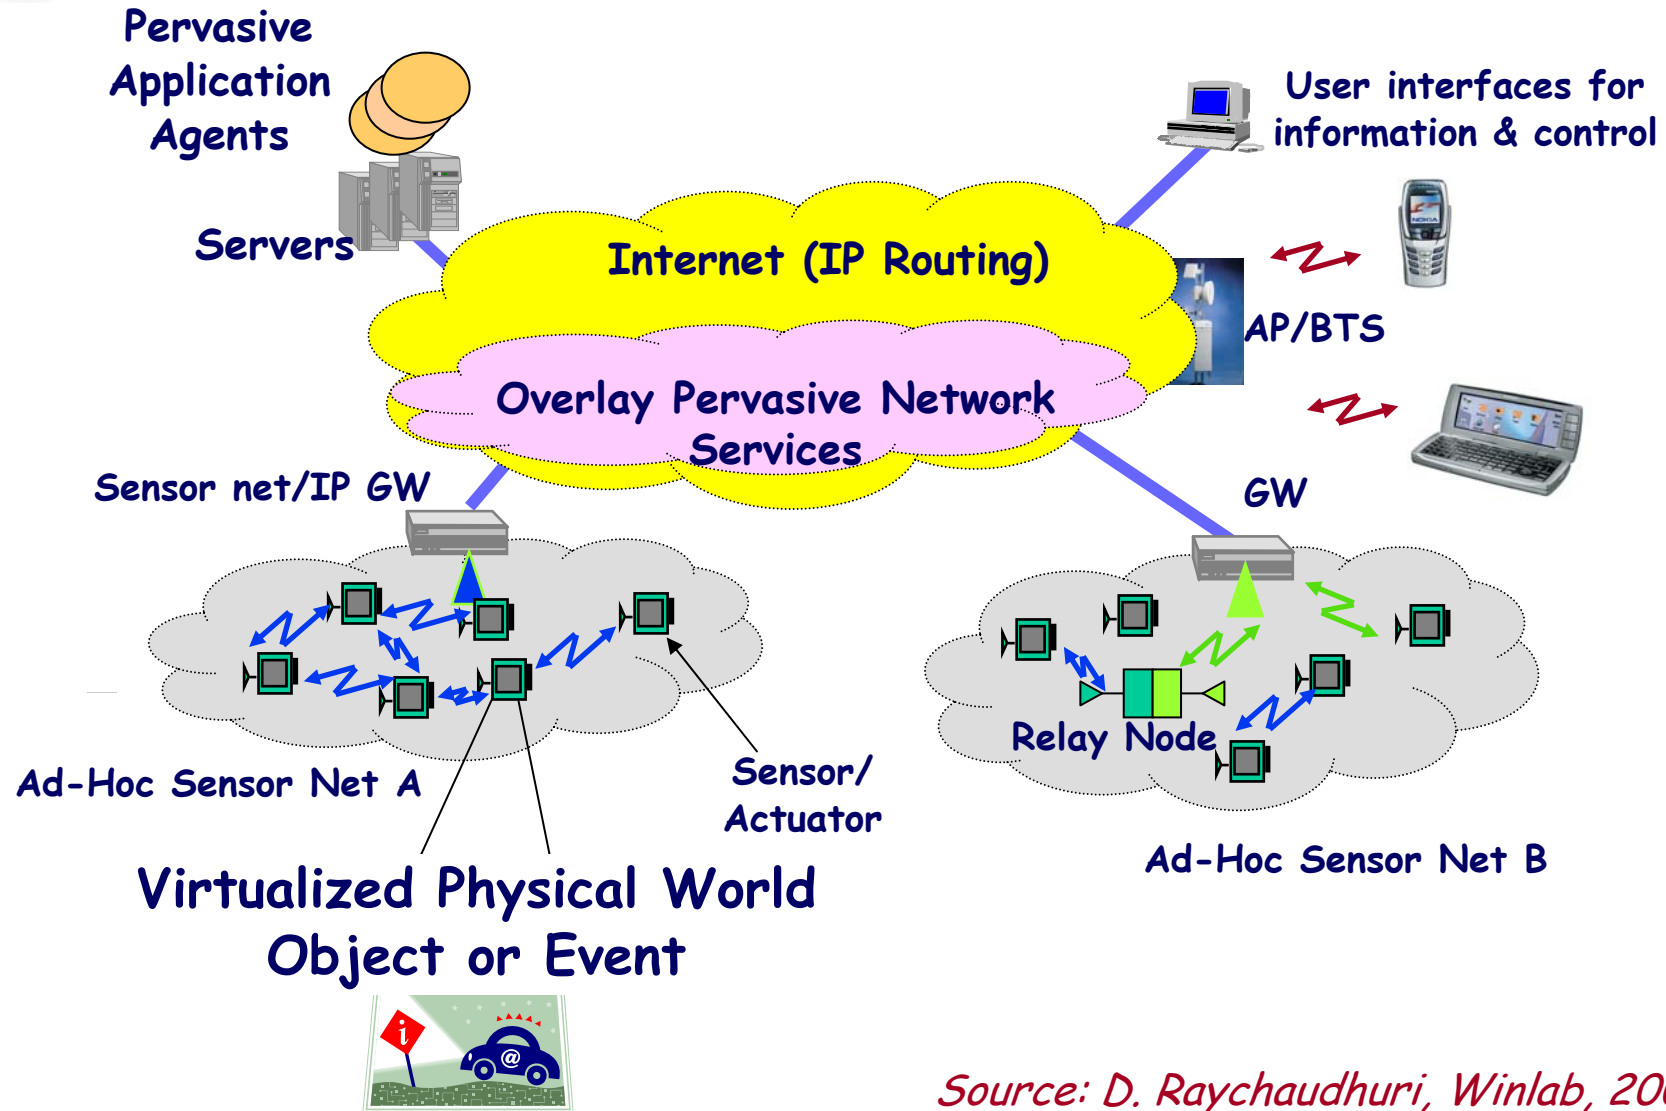 Pervasive
Application
Agents
Servers
User interfaces for
information & control
NOKIA
Internet (IP Routing)
AP/BTS
Overlay Pervasive Network
Services
Sensor net/IP GW
GW
Relay Node
Ad-Hoc Sensor Net A
Sensor/
Actuator
Ad-Hoc Sensor Net B
Virtualized Physical World
Object or Event
i
@
Source: D. Raychaudhuri, Winlab,